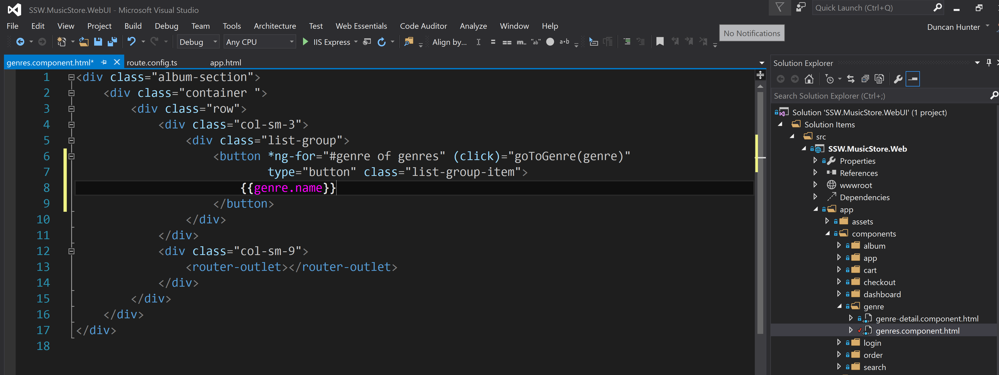 SSW.MusicStore.WebUI - Microsoft Visual Studio
Quick Launch (Ctrl+Q)
File Edit View Project Build Debug Team Tools Architecture Test Web Essentials Code Auditor Analyze Window Help
Duncan Hunter
No Notifications
Debug Any CPU IIS Express Align by... "ab" a•b
genres.component.html* route.config.ts app.html
1 <div class="album-section">
2 <div class="container ">
3 <div class="row">
4 <div class="col-sm-3">
5 <div class="list-group">
6 <button *ng-for="#genre of genres" (click)="goToGenre(genre)"
7 type="button" class="list-group-item">
8 {{genre.name}}
9 </button>
10 </div>
11 </div>
12 <div class="col-sm-9">
13 <router-outlet></router-outlet>
14 </div>
15 </div>
16 </div>
17 </div>
18
Solution Explorer
Search Solution Explorer (Ctrl+;)
Solution 'SSW.MusicStore.WebUI' (1 project)
Solution Items
src
SSW.MusicStore.Web
Properties
References
wwwroot
Dependencies
app
assets
components
album
app
cart
checkout
dashboard
genre
genre-detail.component.html
genres.component.html
login
order
search